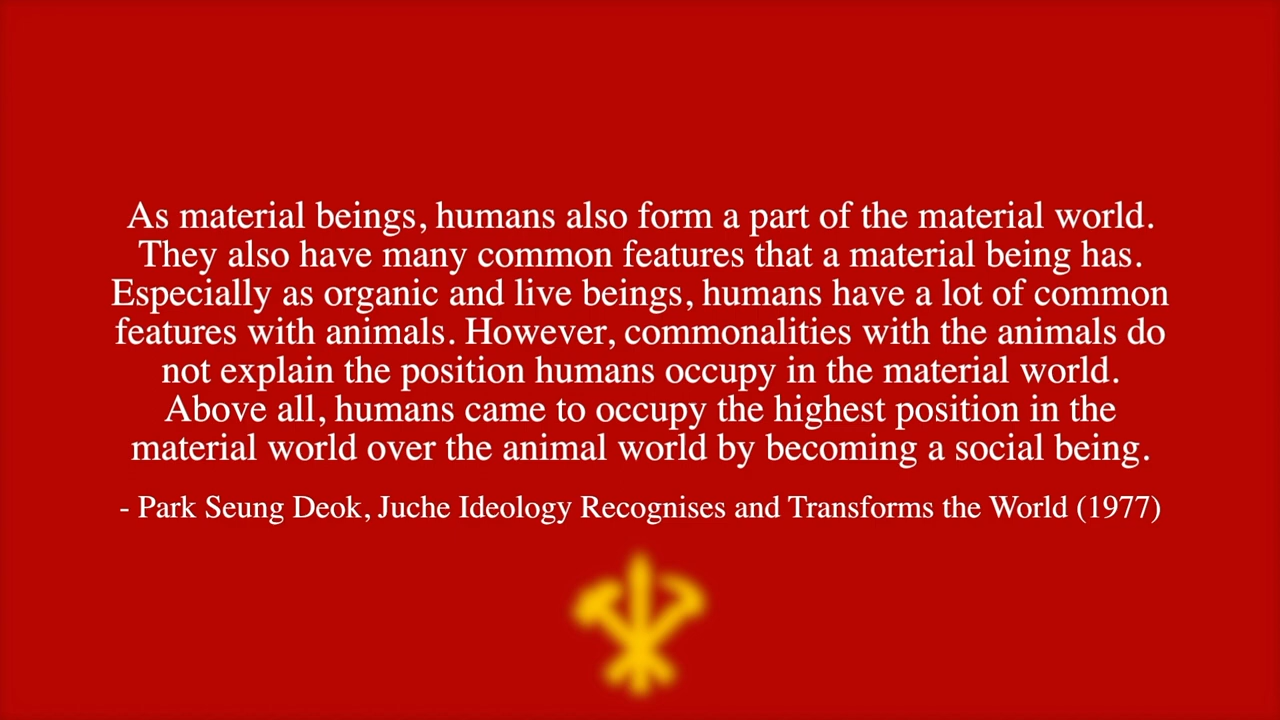 As material beings, humans also form a part of the material world.
They also have many common features that a material being has.
Especially as organic and live beings, humans have a lot of common
features with animals. However, commonalities with the animals do
not explain the position humans occupy in the material world.
Above all, humans came to occupy the highest position in the
material world over the animal world by becoming a social being.
- Park Seung Deok, Juche Ideology Recognises and Transforms the World (1977)